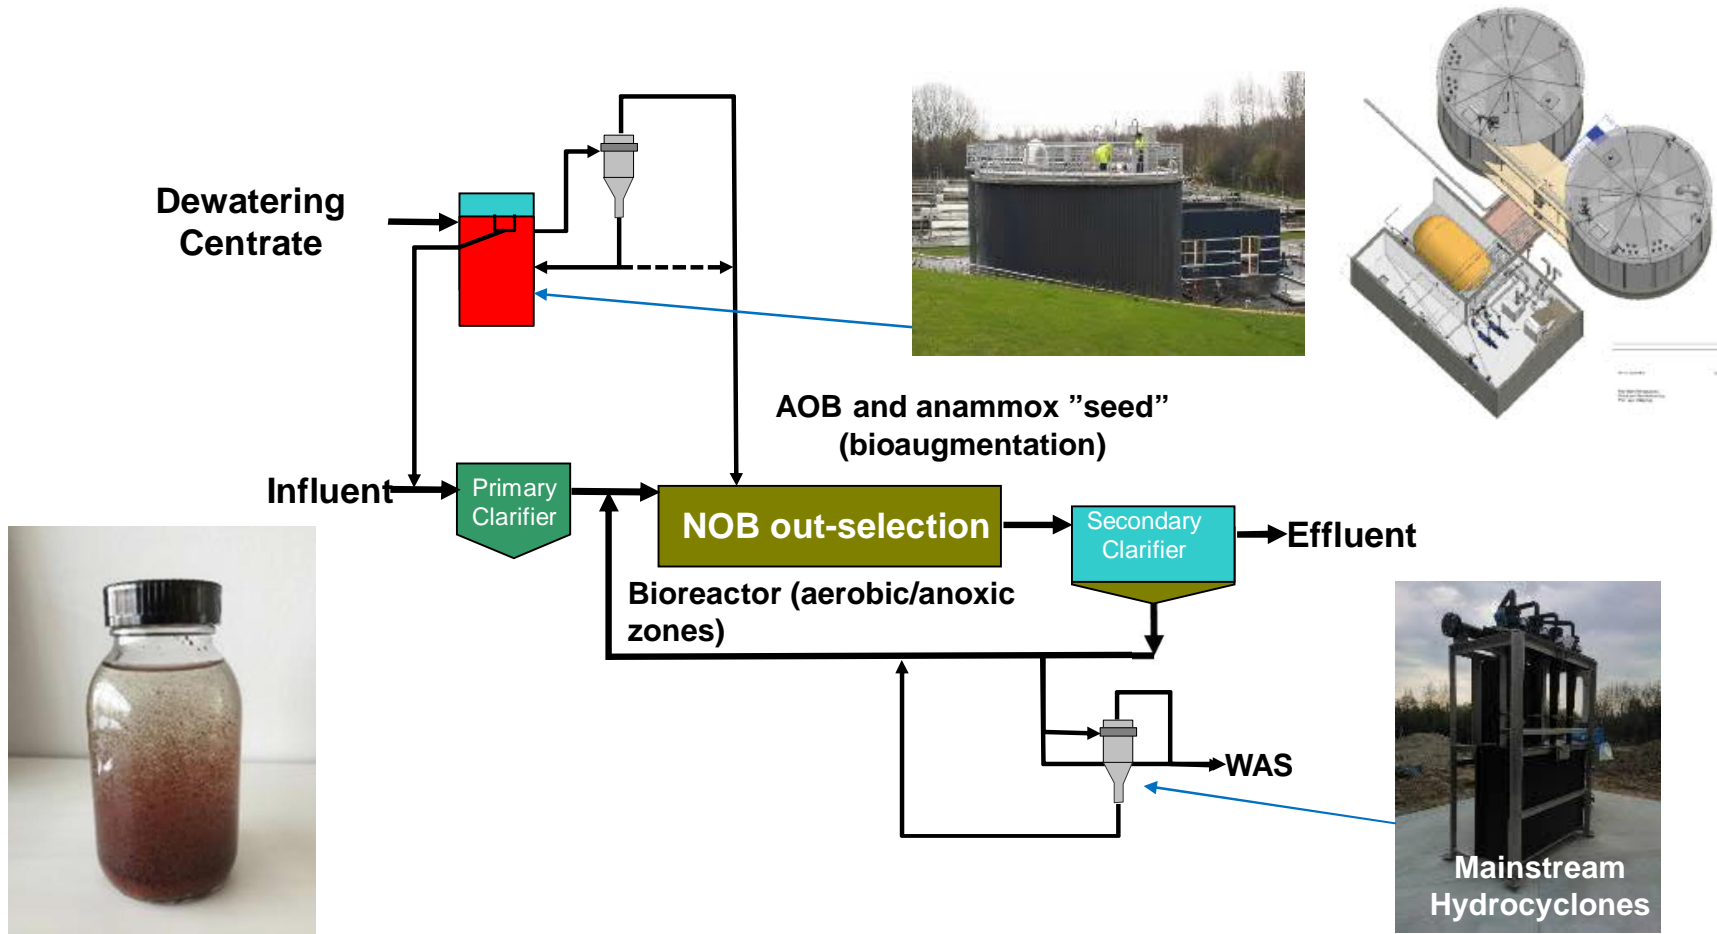 Dewatering
Centrate
AOB and anammox ”seed”
(bioaugmentation)
Influent
Primary
Clarifier
NOB out-selection
Secondary
Clarifier
Effluent
Bioreactor (aerobic/anoxic
zones)
WAS
Mainstream
Hydrocyclones